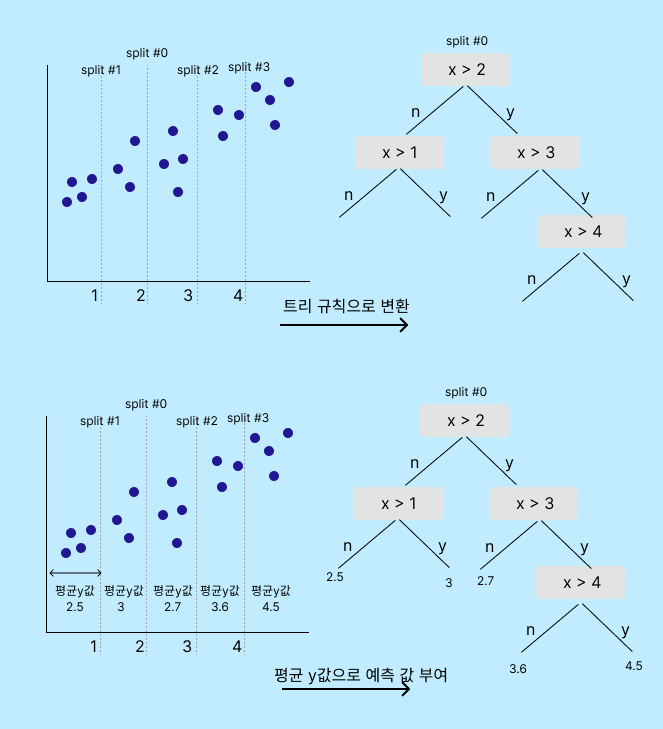 split #0
split #1
split #2
split #3
1
2
3
4
트리 규칙으로 변환
split #0
x > 2
n
y
x > 1
x > 3
n
y
n
y
x > 4
n
y
split #0
split #1
split #2
split #3
평균y값 평균y값 평균y값 평균y값 평균y값
2.5 3 2.7 3.6 4.5
1
2
3
4
평균 y값으로 예측 값 부여
split #0
x > 2
n
y
x > 1
x > 3
n
y
n
y
2.5
3
2.7
x > 4
n
y
3.6
4.5